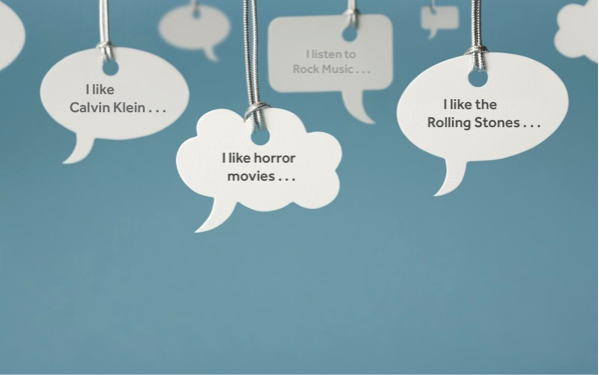 I like
Calvin Klein . . .
I like horror
movies . . .
I listen to
Rock Music . . .
I like the
Rolling Stones . . .